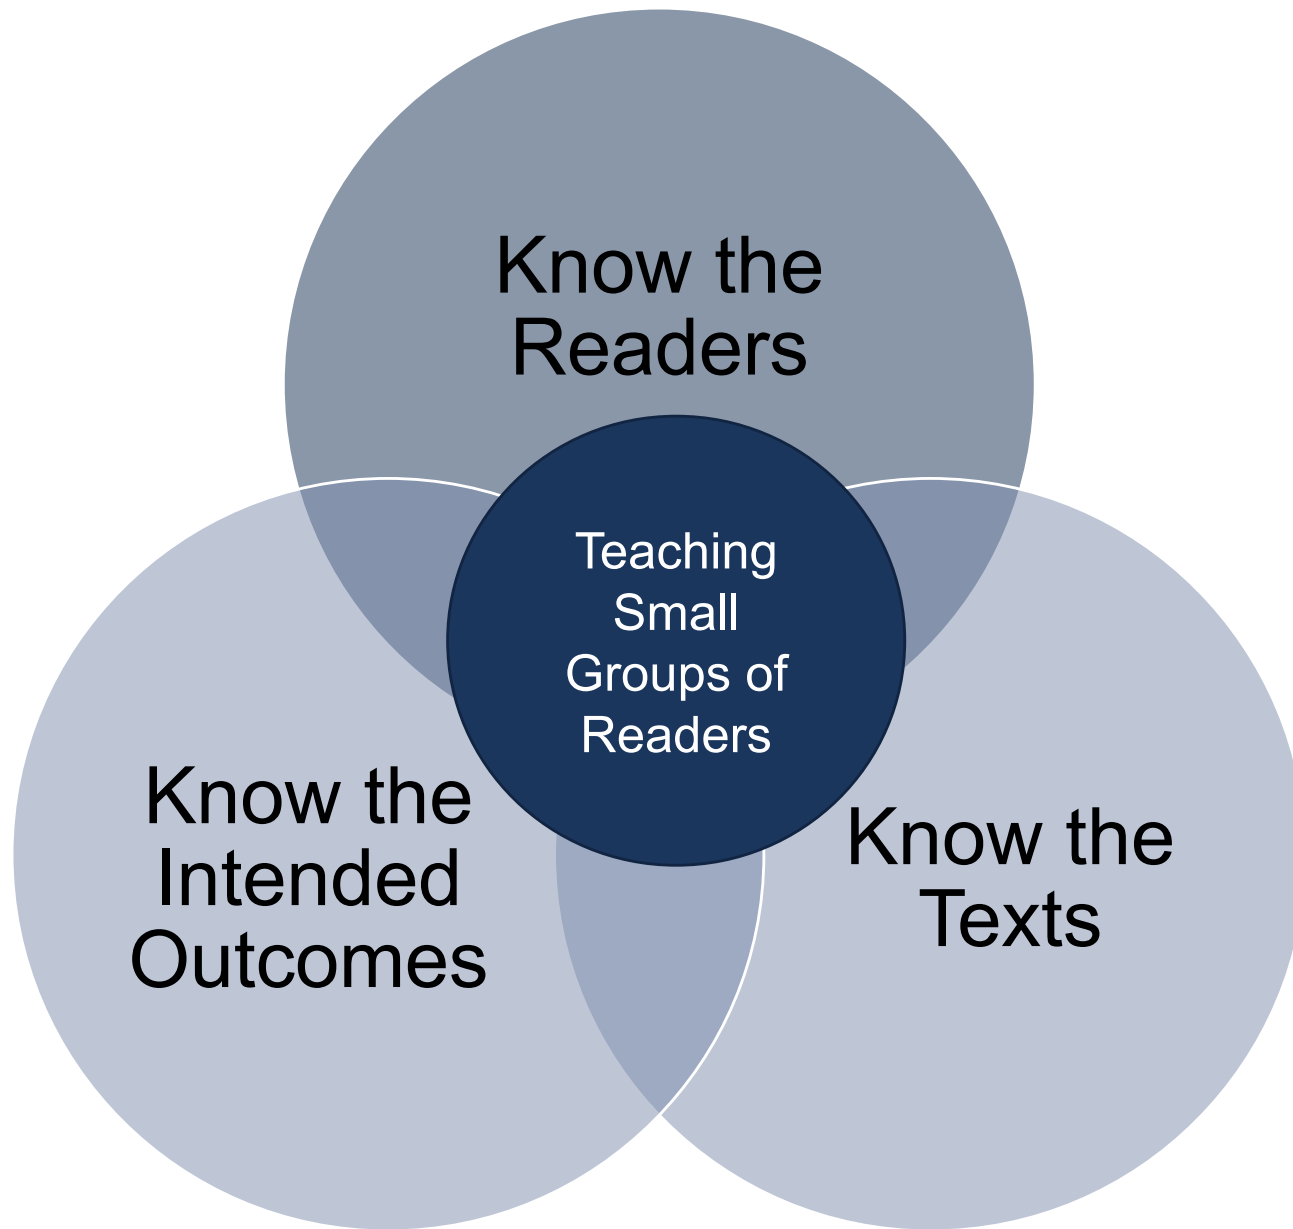 Know the
Readers
Teaching
Small
Groups of
Readers
Know the
Intended
Outcomes
Know the
Texts